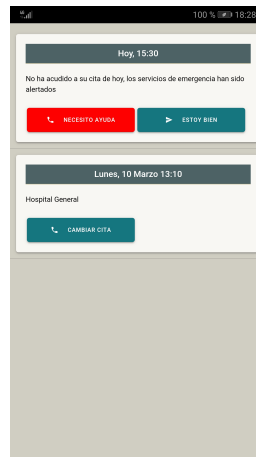 100 % 18:28
Hoy, 15:30
No ha acudido a su cita de hoy, los servicios de emergencia han sido
alertados
NECESITO AYUDA
ESTOY BIEN
Lunes, 10 Marzo 13:10
Hospital General
CAMBIAR CITA